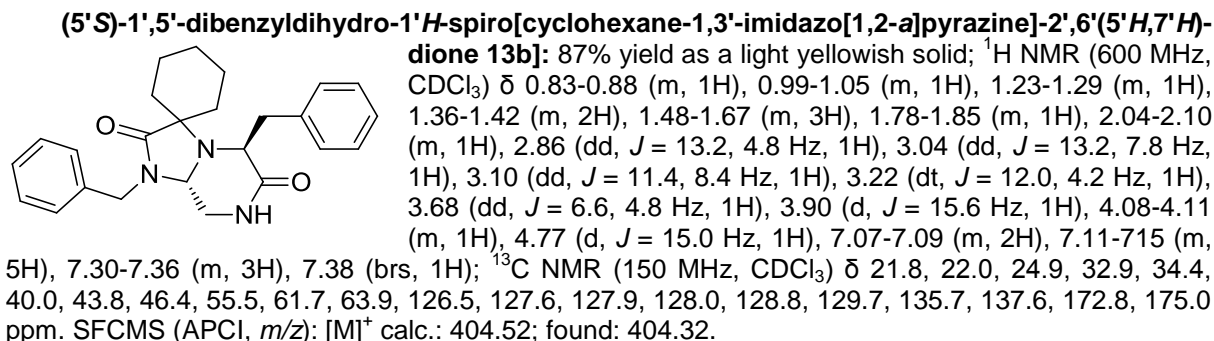 (5'S)-1',5'-dibenzyldihydro-1'H-spiro[cyclohexane-1,3'-imidazo[1,2-a]pyrazine]-2',6'(5'H,7'H)-
dione 13b]: 87% yield as a light yellowish solid; ¹H NMR (600 MHz,
CDCl₃) δ 0.83-0.88 (m, 1H), 0.99-1.05 (m, 1H), 1.23-1.29 (m, 1H),
1.36-1.42 (m, 2H), 1.48-1.67 (m, 3H), 1.78-1.85 (m, 1H), 2.04-2.10
(m, 1H), 2.86 (dd, J = 13.2, 4.8 Hz, 1H), 3.04 (dd, J = 13.2, 7.8 Hz,
1H), 3.10 (dd, J = 11.4, 8.4 Hz, 1H), 3.22 (dt, J = 12.0, 4.2 Hz, 1H),
3.68 (dd, J = 6.6, 4.8 Hz, 1H), 3.90 (d, J = 15.6 Hz, 1H), 4.08-4.11
(m, 1H), 4.77 (d, J = 15.0 Hz, 1H), 7.07-7.09 (m, 2H), 7.11-715 (m,
5H), 7.30-7.36 (m, 3H), 7.38 (brs, 1H); ¹³C NMR (150 MHz, CDCl₃) δ 21.8, 22.0, 24.9, 32.9, 34.4,
40.0, 43.8, 46.4, 55.5, 61.7, 63.9, 126.5, 127.6, 127.9, 128.0, 128.8, 129.7, 135.7, 137.6, 172.8, 175.0
ppm. SFCMS (APCI, m/z): [M]⁺ calc.: 404.52; found: 404.32.
O
N
N
O
NH